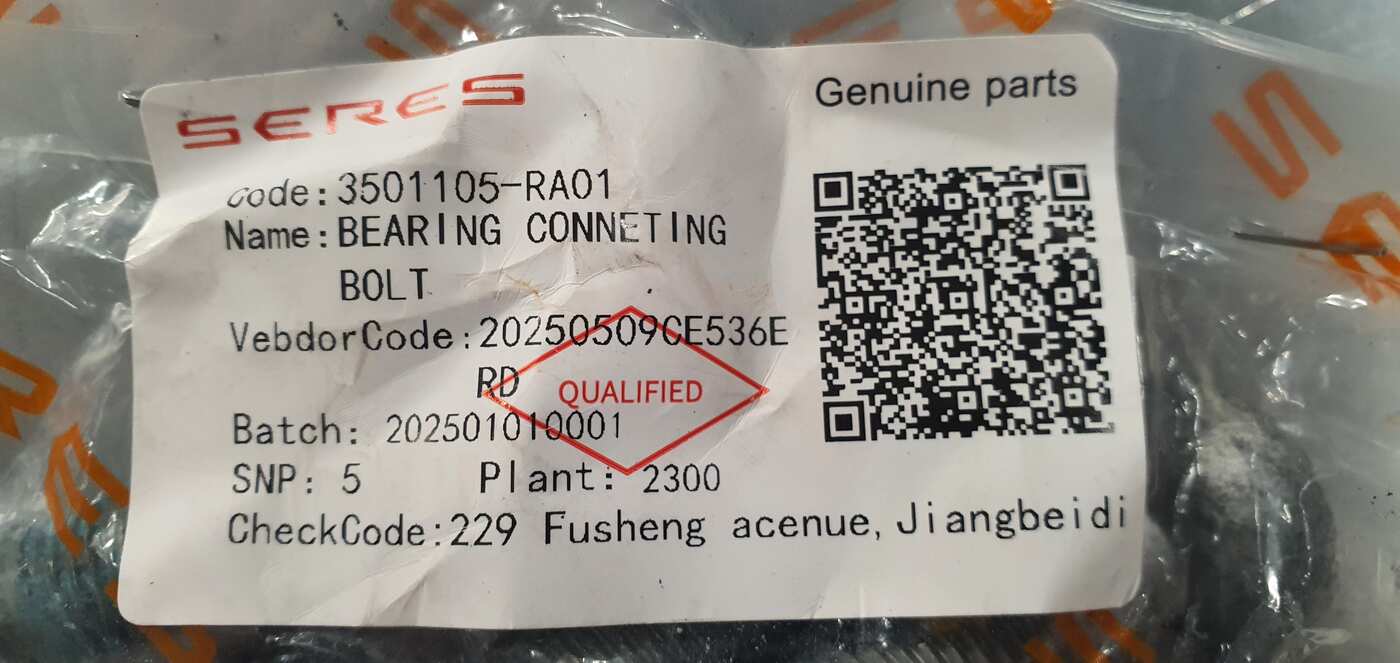 SERES
Genuine parts
code:3501105-RA01
Name:BEARING CONNETING
BOLT
VebdorCode:20250509CE536E
RD
QUALIFIED
Batch: 202501010001
SNP: 5 Plant: 2300
CheckCode:229 Fusheng acenue, Jiangbeidi